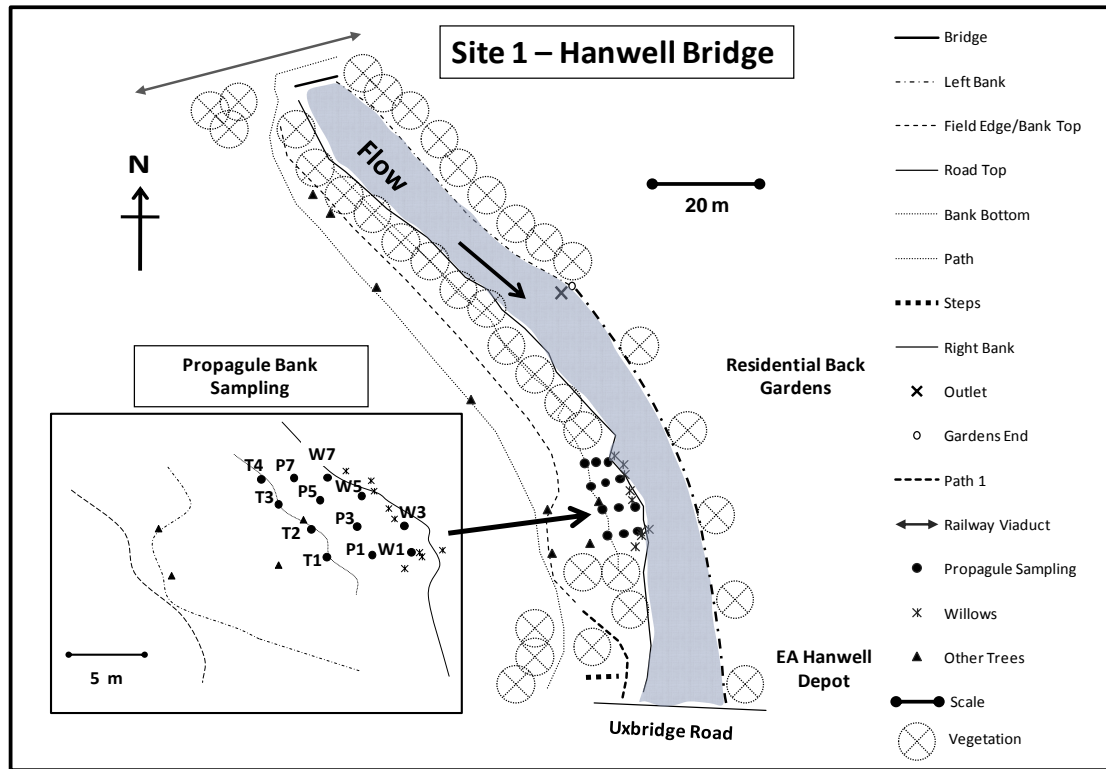 Site 1 – Hanwell Bridge
N
Flow
20 m
Residential Back
Gardens
Propagule Bank
Sampling
W7
T4
P7
W5
T3
P5
W3
T2
P3
T1
P1
W1
5 m
EA Hanwell
Depot
Uxbridge Road
Bridge
Left Bank
Field Edge/Bank Top
Road Top
Bank Bottom
Path
Steps
Right Bank
Outlet
Gardens End
Path 1
Railway Viaduct
Propagule Sampling
Willows
Other Trees
Scale
Vegetation